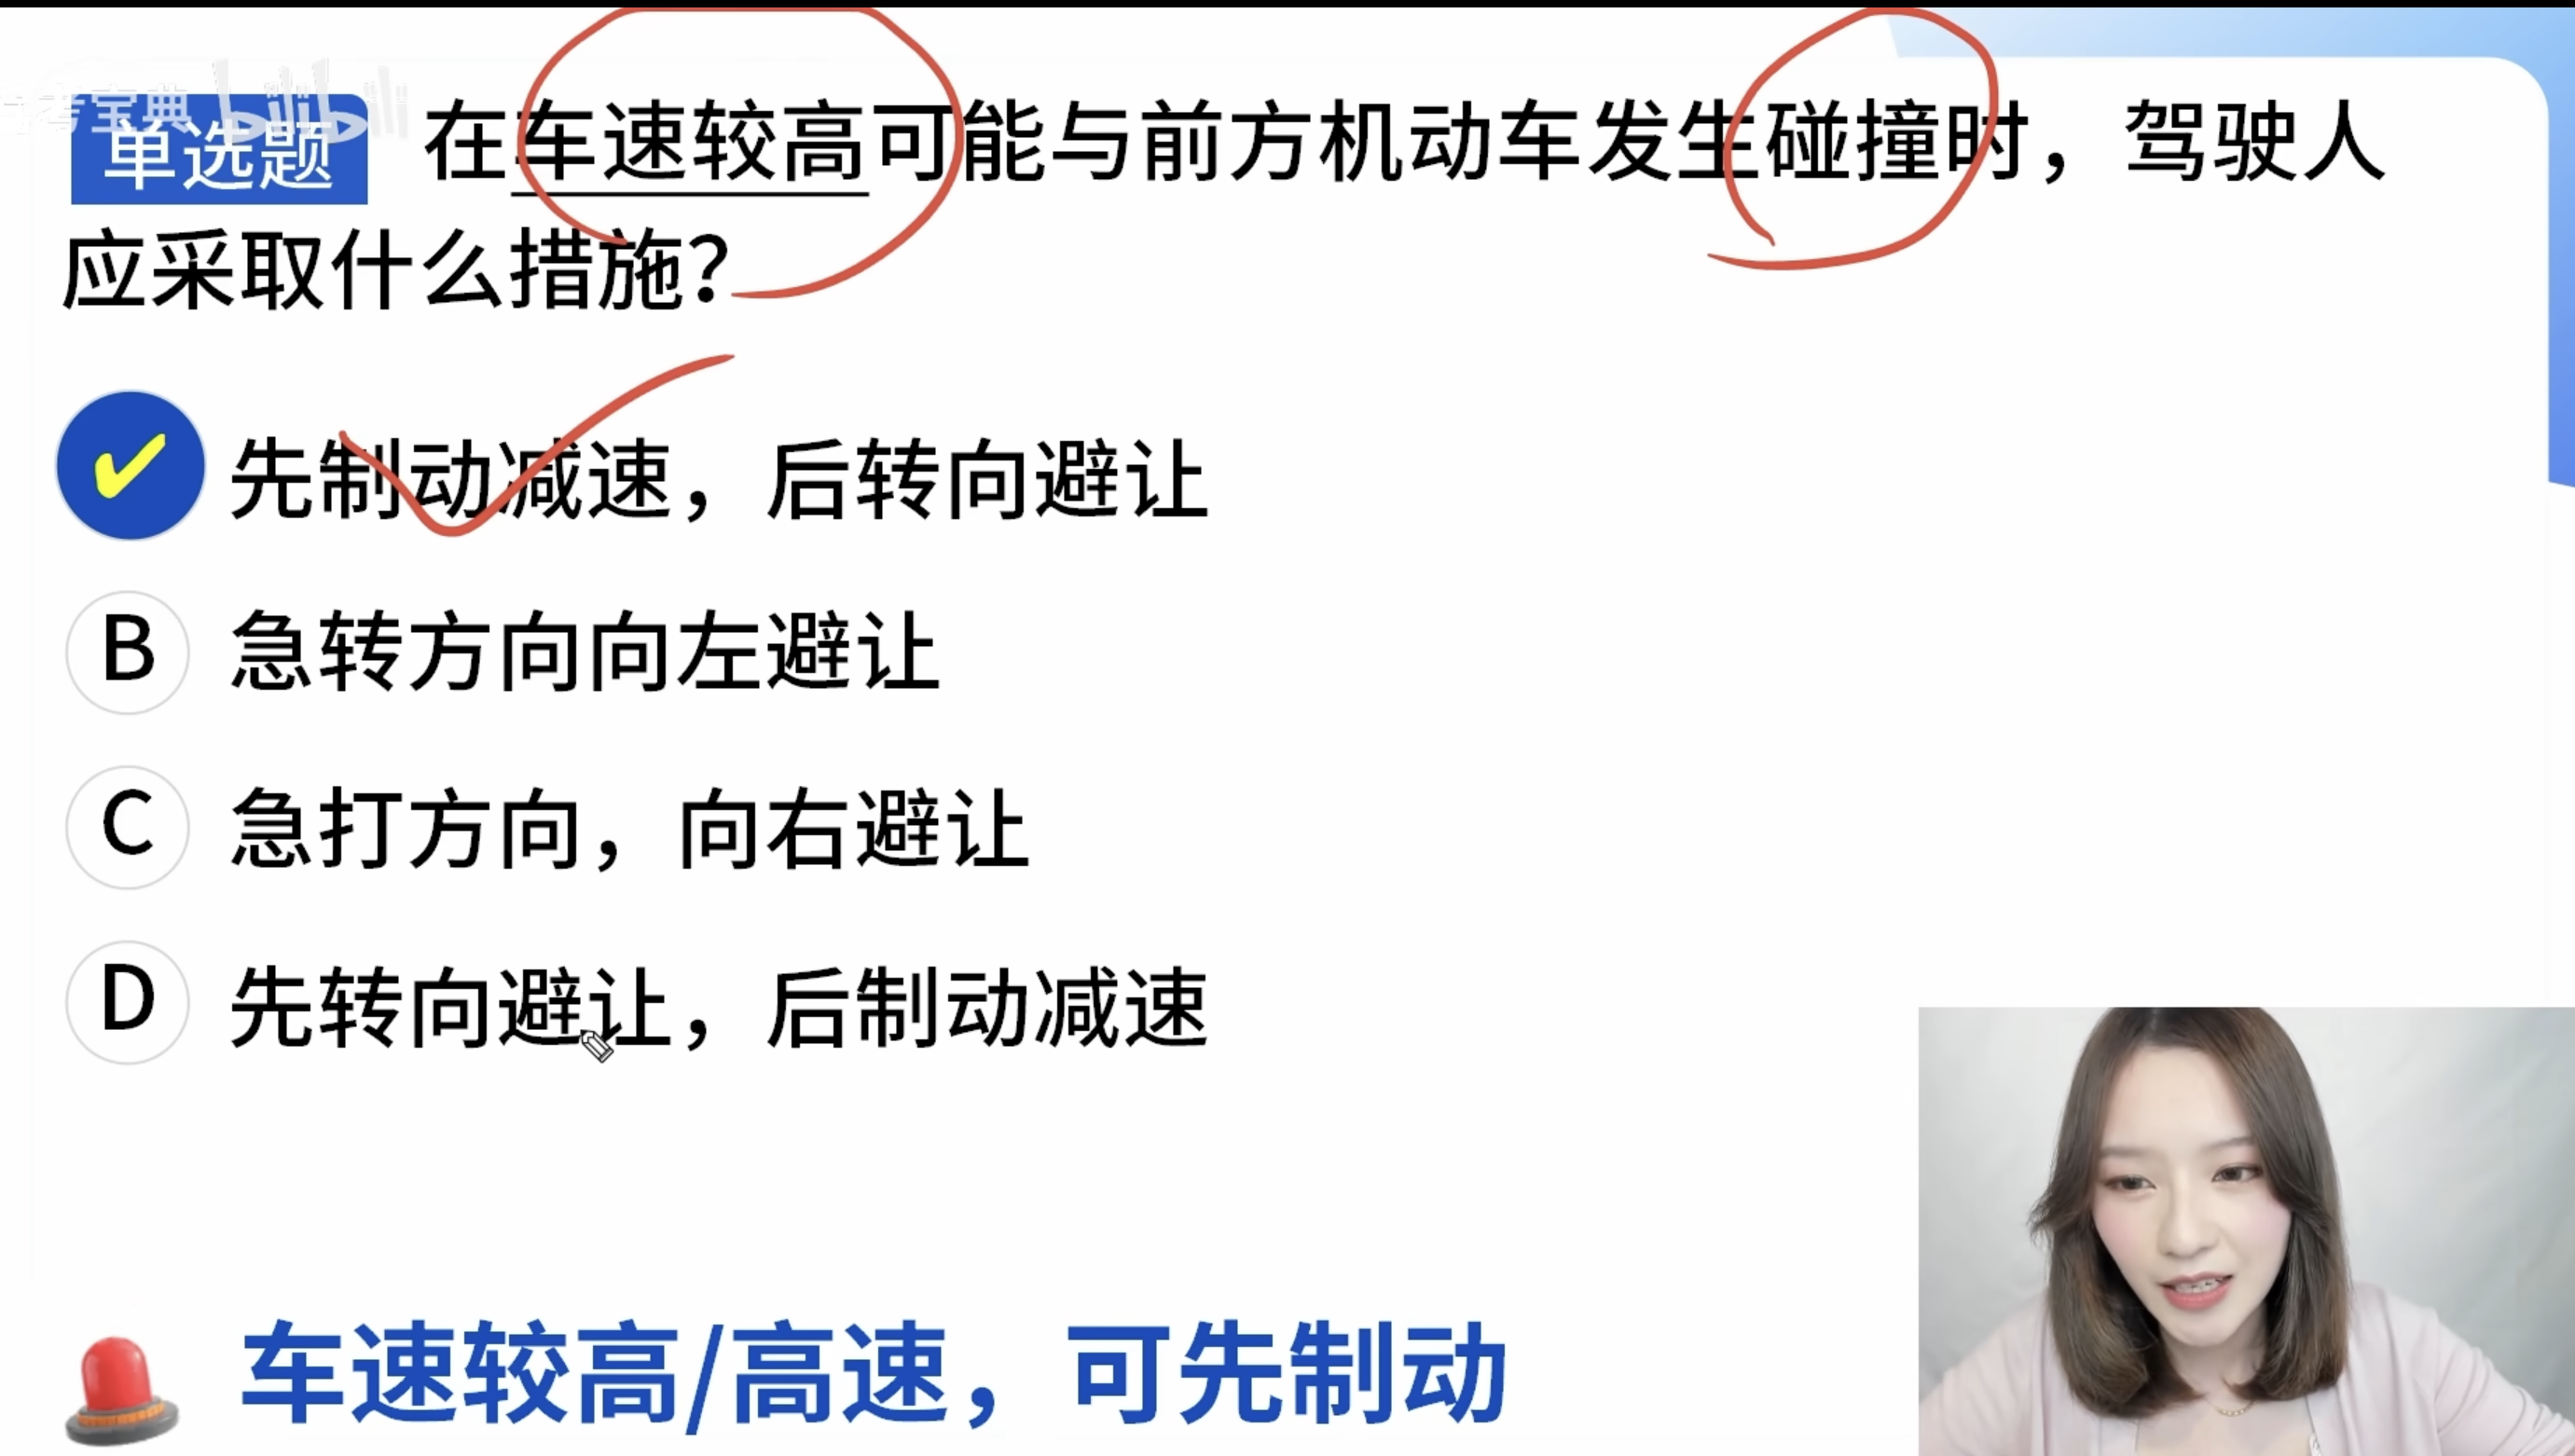 考宝典 bilibili
单选题 在车速较高可能与前方机动车发生碰撞时，驾驶人
应采取什么措施？
先制动减速，后转向避让
B 急转方向向左避让
C 急打方向，向右避让
D 先转向避让，后制动减速
车速较高/高速，可先制动